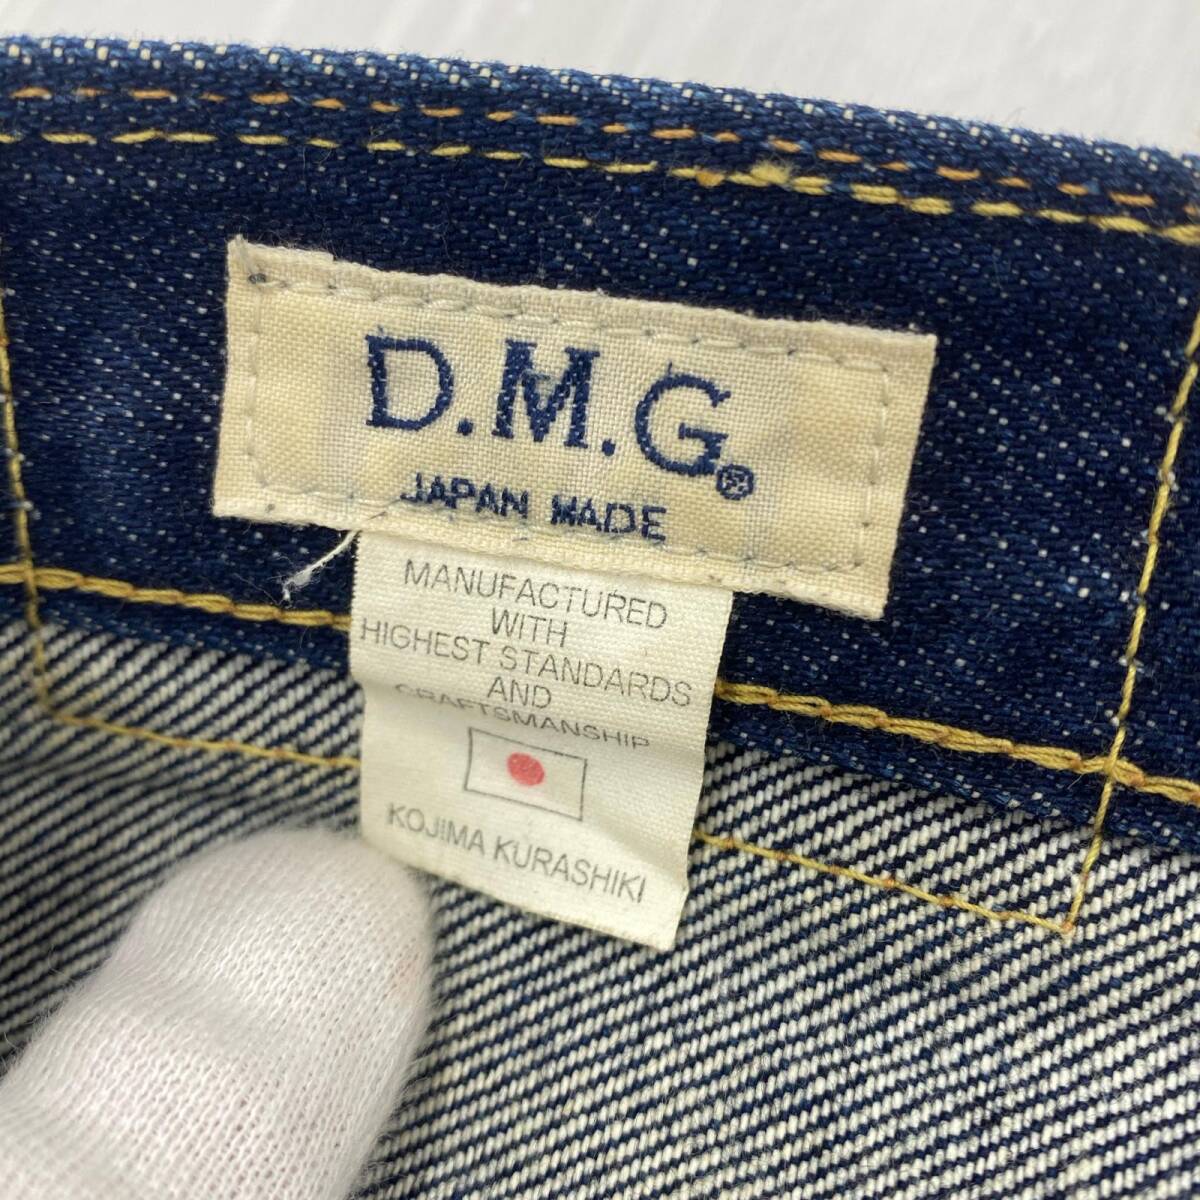 D.M.G.®
JAPAN MADE
MANUFACTURED
WITH
HIGHEST STANDARDS
AND
CRAFTSMANSHIP
KOJIMA KURASHIKI